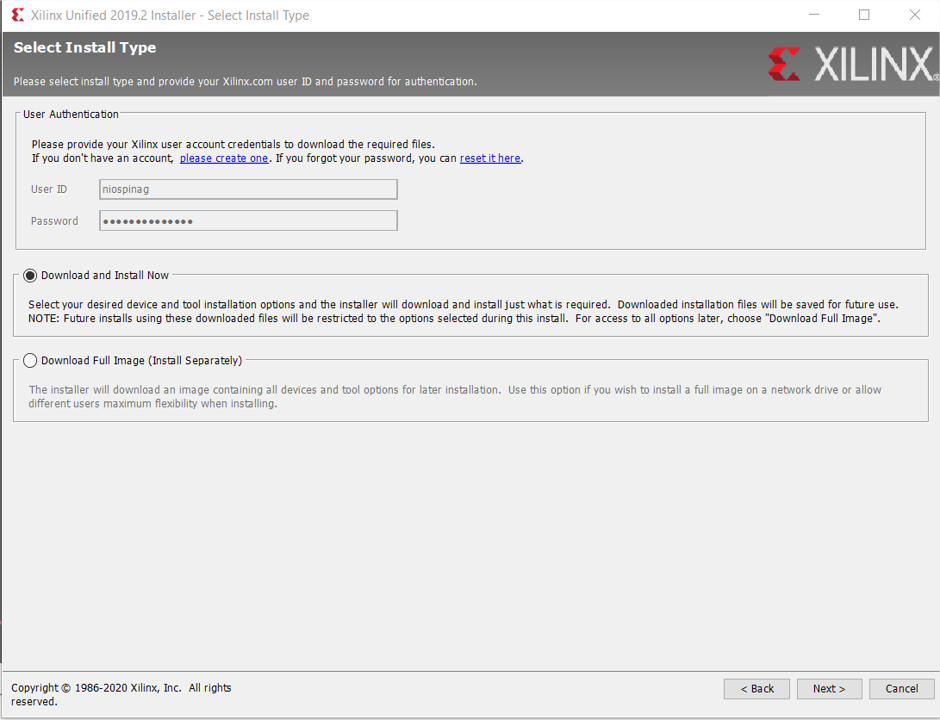 Xilinx Unified 2019.2 Installer - Select Install Type
Select Install Type
Please select install type and provide your Xilinx.com user ID and password for authentication.
XILINX®
User Authentication
Please provide your Xilinx user account credentials to download the required files.
If you don't have an account, please create one. If you forgot your password, you can reset it here.
User ID niospinag
Password ●●●●●●●●●●●●●●
Download and Install Now
Select your desired device and tool installation options and the installer will download and install just what is required. Downloaded installation files will be saved for future use.
NOTE: Future installs using these downloaded files will be restricted to the options selected during this install. For access to all options later, choose "Download Full Image".
Download Full Image (Install Separately)
The installer will download an image containing all devices and tool options for later installation. Use this option if you wish to install a full image on a network drive or allow
different users maximum flexibility when installing.
Copyright © 1986-2020 Xilinx, Inc. All rights
reserved.
< Back Next > Cancel